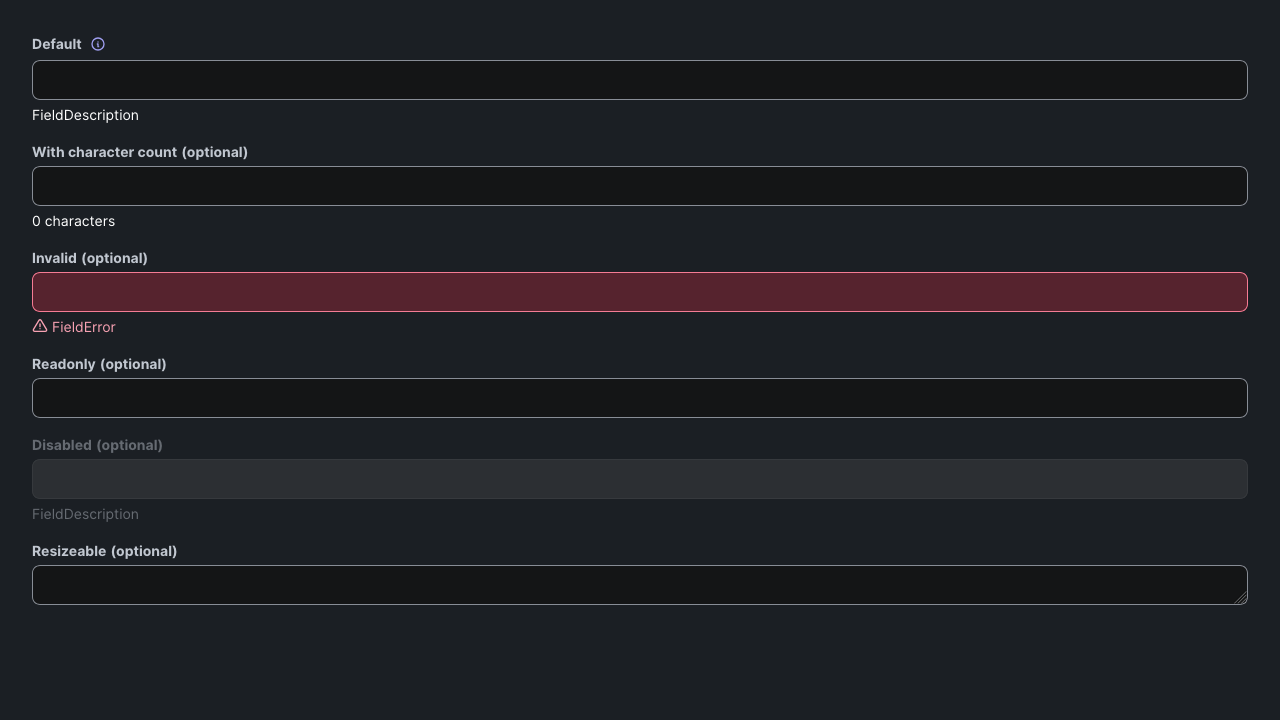 Default
FieldDescription
With character count (optional)
0 characters
Invalid (optional)
FieldError
Readonly (optional)
Disabled (optional)
FieldDescription
Resizeable (optional)